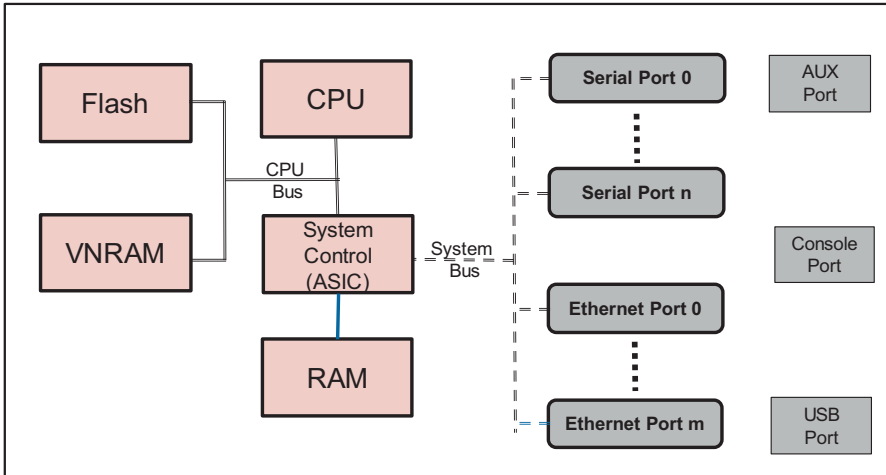 Flash
CPU
Serial Port 0
AUX
Port
CPU
Bus
Serial Port n
VNRAM
System
Control
(ASIC)
System
Bus
Console
Port
Ethernet Port 0
RAM
Ethernet Port m
USB
Port